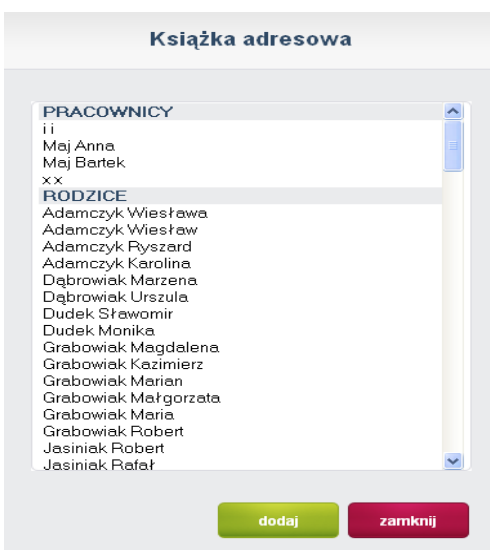 Książka adresowa
PRACOWNICY
i i
Maj Anna
Maj Bartek
x x
RODZICE
Adamczyk Wiesława
Adamczyk Wiesław
Adamczyk Ryszard
Adamczyk Karolina
Dąbrowiak Marzena
Dąbrowiak Urszula
Dudek Sławomir
Dudek Monika
Grabowiak Magdalena
Grabowiak Kazimierz
Grabowiak Marian
Grabowiak Małgorzata
Grabowiak Maria
Grabowiak Robert
Jasiniak Robert
Jasiniak Rafał
dodaj zamknij